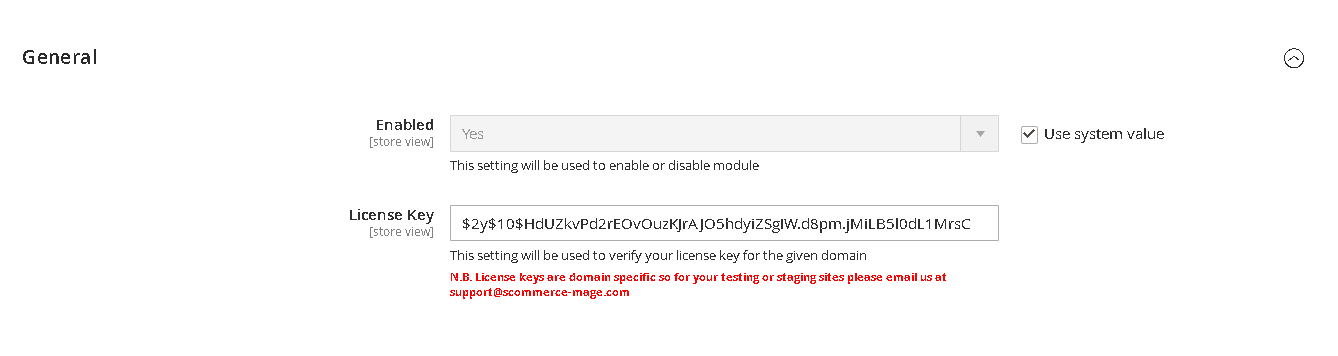 General
Enabled
[store view]
Yes
Use system value
This setting will be used to enable or disable module
License Key
[store view]
$2y$10$HdUZkvPd2rEOvOuzKJrAJO5hdyiZSgIW.d8pm.jMiLB5l0dL1MrsC
This setting will be used to verify your license key for the given domain
N.B. License keys are domain specific so for your testing or staging sites please email us at
support@scommerce-mage.com